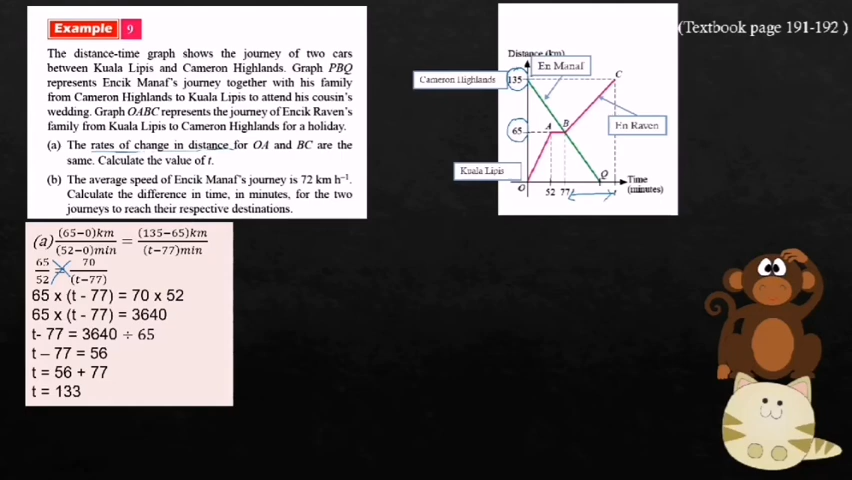 Example 9
The distance-time graph shows the journey of two cars
between Kuala Lipis and Cameron Highlands. Graph PBQ
represents Encik Manaf's journey together with his family
from Cameron Highlands to Kuala Lipis to attend his cousin's
wedding. Graph OABC represents the journey of Encik Raven's
family from Kuala Lipis to Cameron Highlands for a holiday.
(a) The rates of change in distance for OA and BC are the
same. Calculate the value of t.
(b) The average speed of Encik Manaf's journey is 72 km h⁻¹.
Calculate the difference in time, in minutes, for the two
journeys to reach their respective destinations.
(Textbook page 191-192 )
Distance (km)
En Manaf
C
Cameron Highlands
135
A
B
65
En Raven
Kuala Lipis
Q
O
52 77
t
Time
(minutes)
(a) (65−0)km/(52−0)min = (135−65)km/(t−77)min
65/52 = 70/(t−77)
65 x (t - 77) = 70 x 52
65 x (t - 77) = 3640
t- 77 = 3640 ÷ 65
t – 77 = 56
t = 56 + 77
t = 133